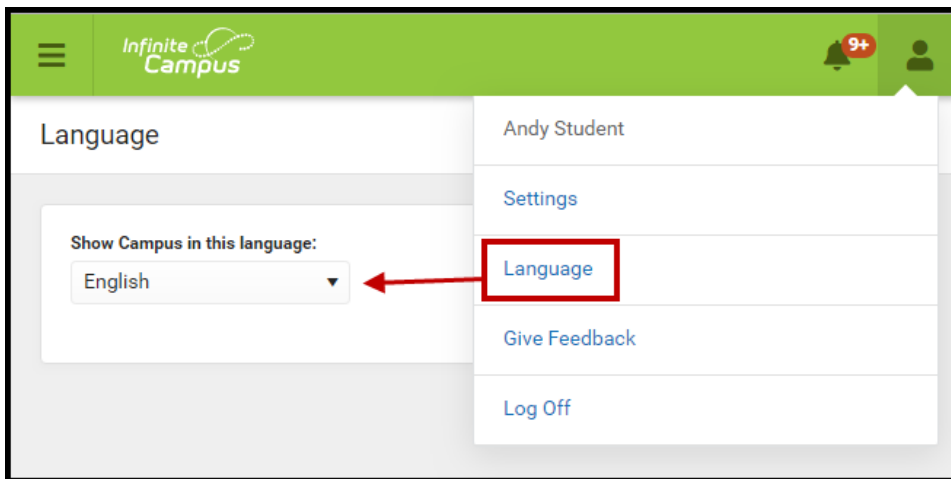 Infinite
Campus
9+
Language
Show Campus in this language:
English
Andy Student
Settings
Language
Give Feedback
Log Off